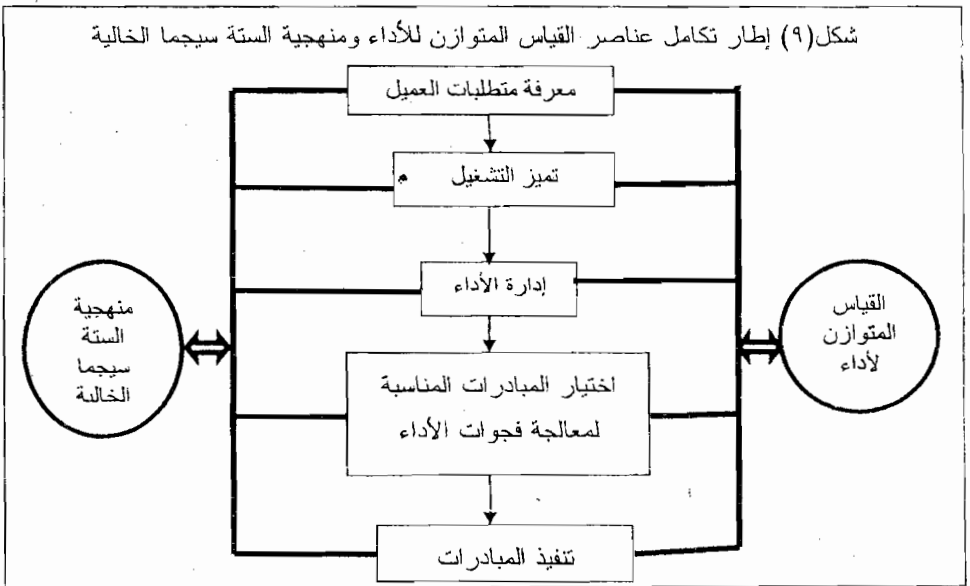 شكل(٩) إطار تكامل عناصر القياس المتوازن للأداء ومنهجية الستة سيجما الخالية
معرفة متطلبات العميل
تميز التشغيل
إدارة الأداء
اختيار المبادرات المناسبة
لمعالجة فجوات الأداء
تنفيذ المبادرات
القياس
المتوازن
لأداء
منهجية
الستة
سيجما
الخالية